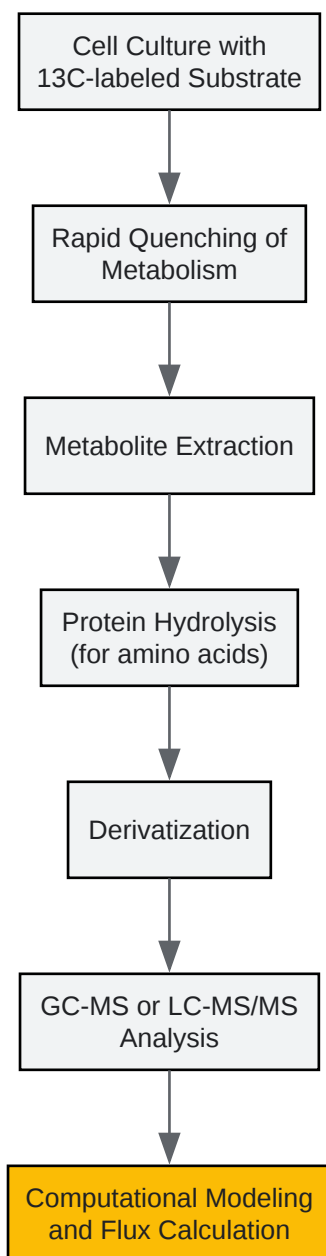 Cell Culture with
13C-labeled Substrate
Rapid Quenching of
Metabolism
Metabolite Extraction
Protein Hydrolysis
(for amino acids)
Derivatization
GC-MS or LC-MS/MS
Analysis
Computational Modeling
and Flux Calculation